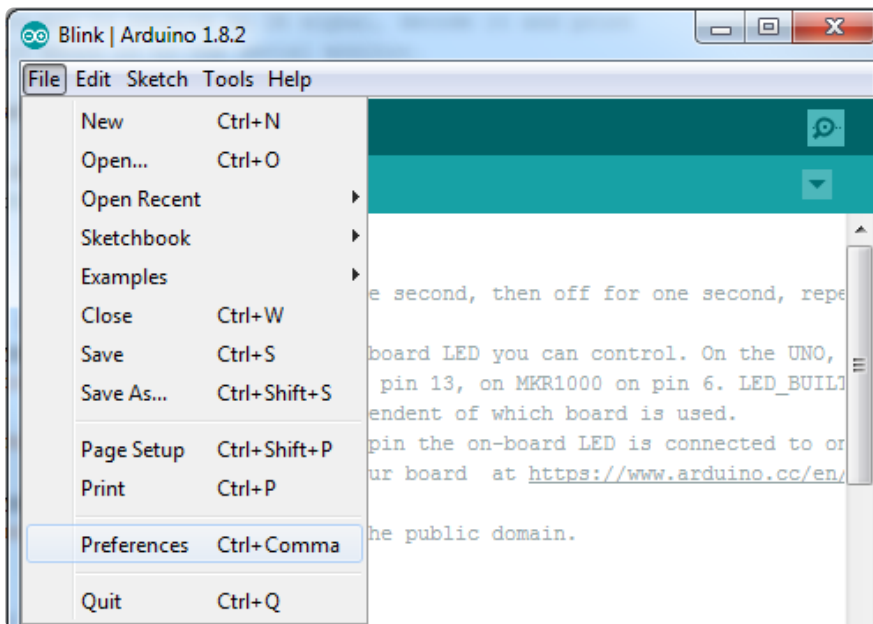 Blink | Arduino 1.8.2
File Edit Sketch Tools Help
New Ctrl+N
Open... Ctrl+O
Open Recent
Sketchbook
Examples
Close Ctrl+W
Save Ctrl+S
Save As... Ctrl+Shift+S
Page Setup Ctrl+Shift+P
Print Ctrl+P
Preferences Ctrl+Comma
Quit Ctrl+Q
e second, then off for one second, repe
board LED you can control. On the UNO,
pin 13, on MKR1000 on pin 6. LED_BUILT
endent of which board is used.
pin the on-board LED is connected to on
ur board at https://www.arduino.cc/en/
he public domain.